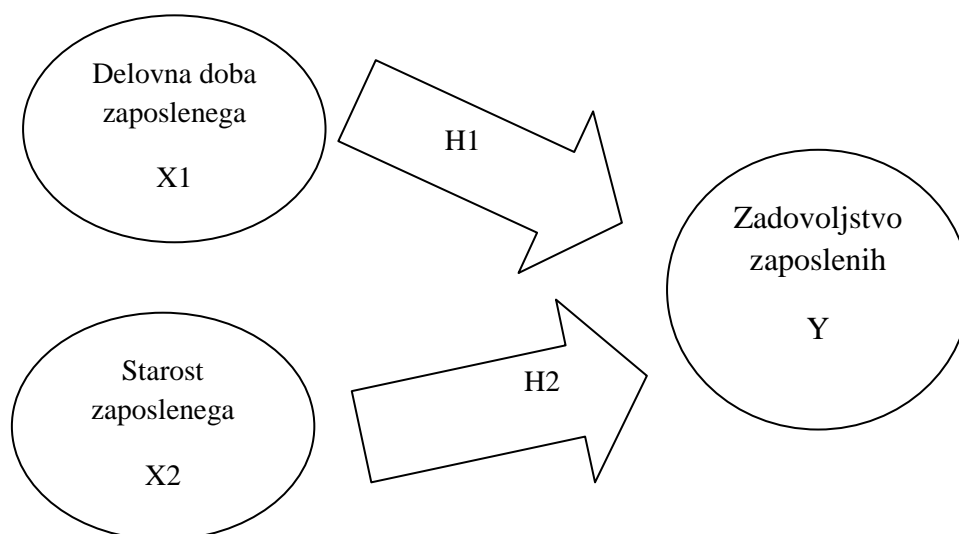 Delovna doba
zaposlenega
X1
H1
Zadovoljstvo
zaposlenih
Y
Starost
zaposlenega
X2
H2